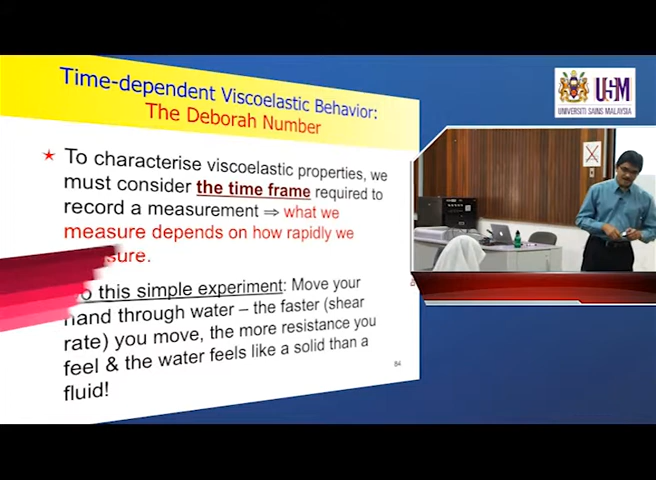 Time-dependent Viscoelastic Behavior:
The Deborah Number
To characterise viscoelastic properties, we
must consider the time frame required to
record a measurement ⇒ what we
measure depends on how rapidly we
this simple experiment: Move your
hand through water – the faster (shear
rate) you move, the more resistance you
feel & the water feels like a solid than a
fluid!
84
USM
UNIVERSITI SAINS MALAYSIA